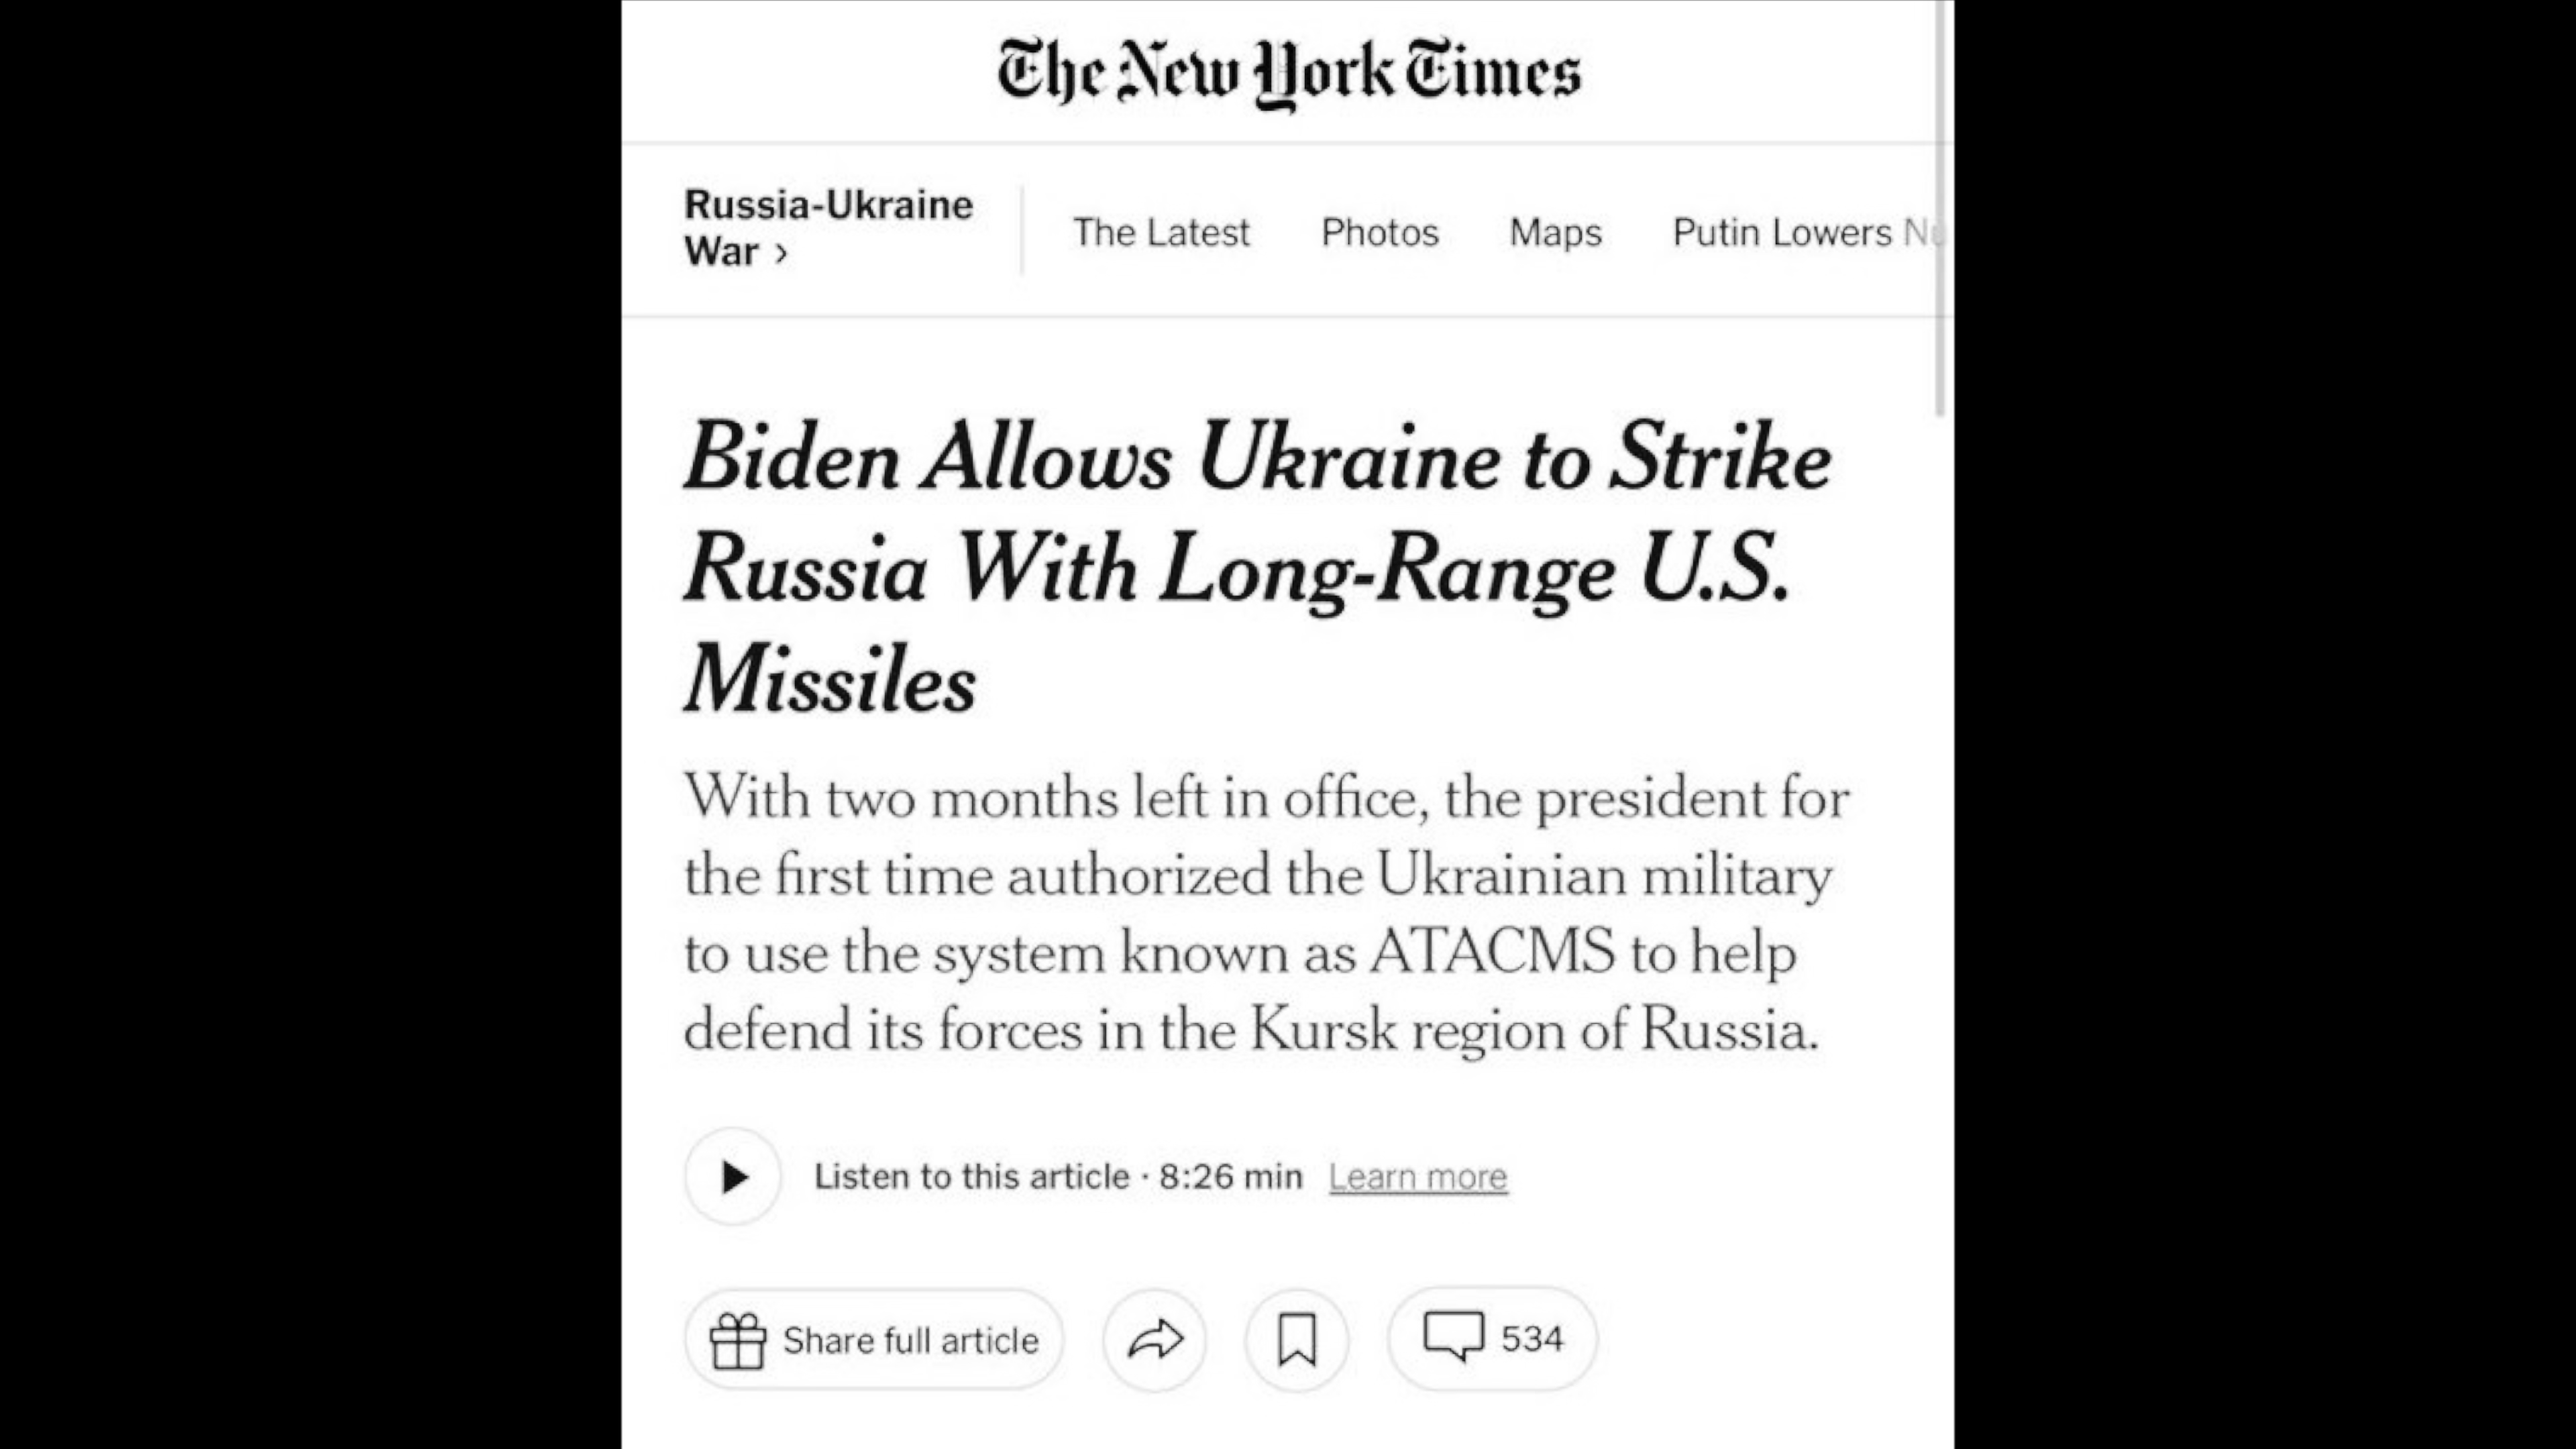 The New York Times
Russia-Ukraine
War ›
The Latest
Photos
Maps
Putin Lowers
Biden Allows Ukraine to Strike
Russia With Long-Range U.S.
Missiles
With two months left in office, the president for
the first time authorized the Ukrainian military
to use the system known as ATACMS to help
defend its forces in the Kursk region of Russia.
Listen to this article · 8:26 min Learn more
Share full article
534